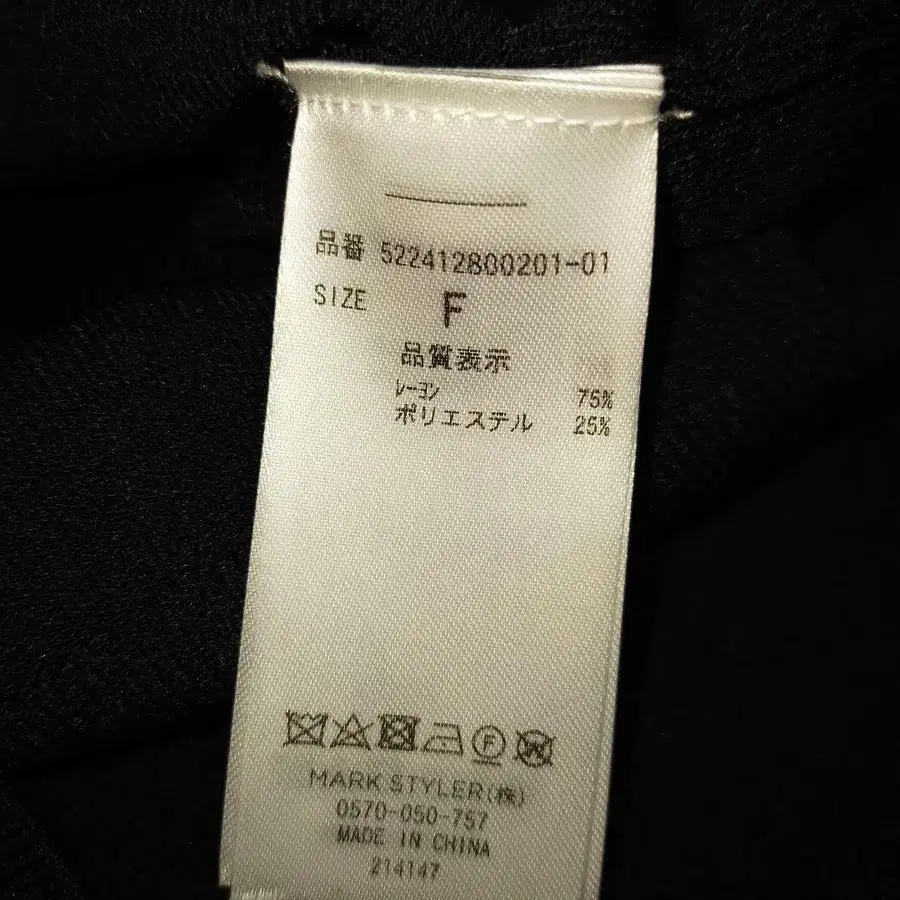 品番 522412800201-01
SIZE F
品質表示
レーヨン 75%
ポリエステル 25%
F W
MARK STYLER(株)
0570-050-757
MADE IN CHINA
214147